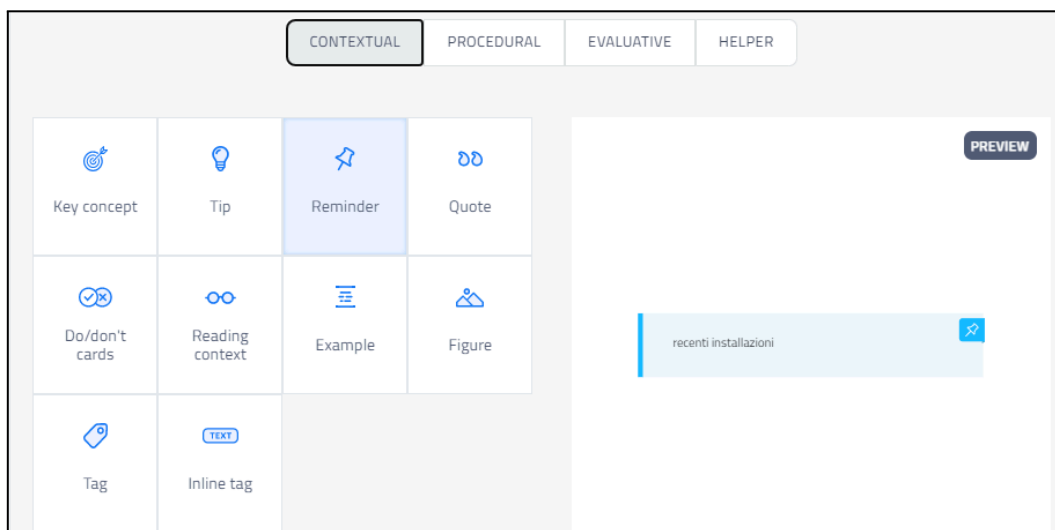 CONTEXTUAL PROCEDURAL EVALUATIVE HELPER
PREVIEW
Key concept Tip Reminder Quote
Do/don't
cards
Reading
context
Example
Figure
recenti installazioni
TEXT
Tag Inline tag